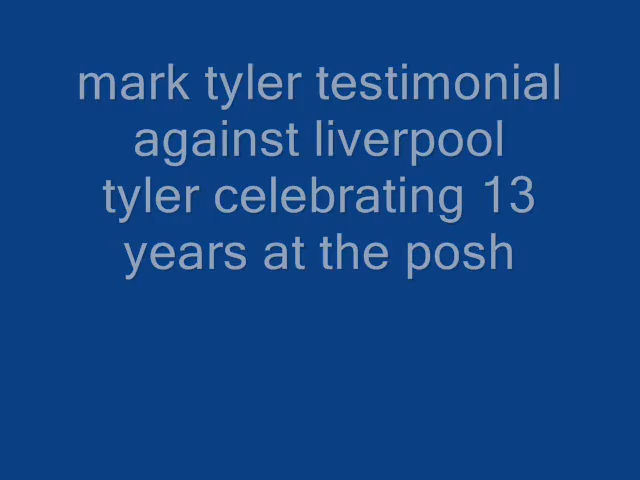 mark tyler testimonial
against liverpool
tyler celebrating 13
years at the posh